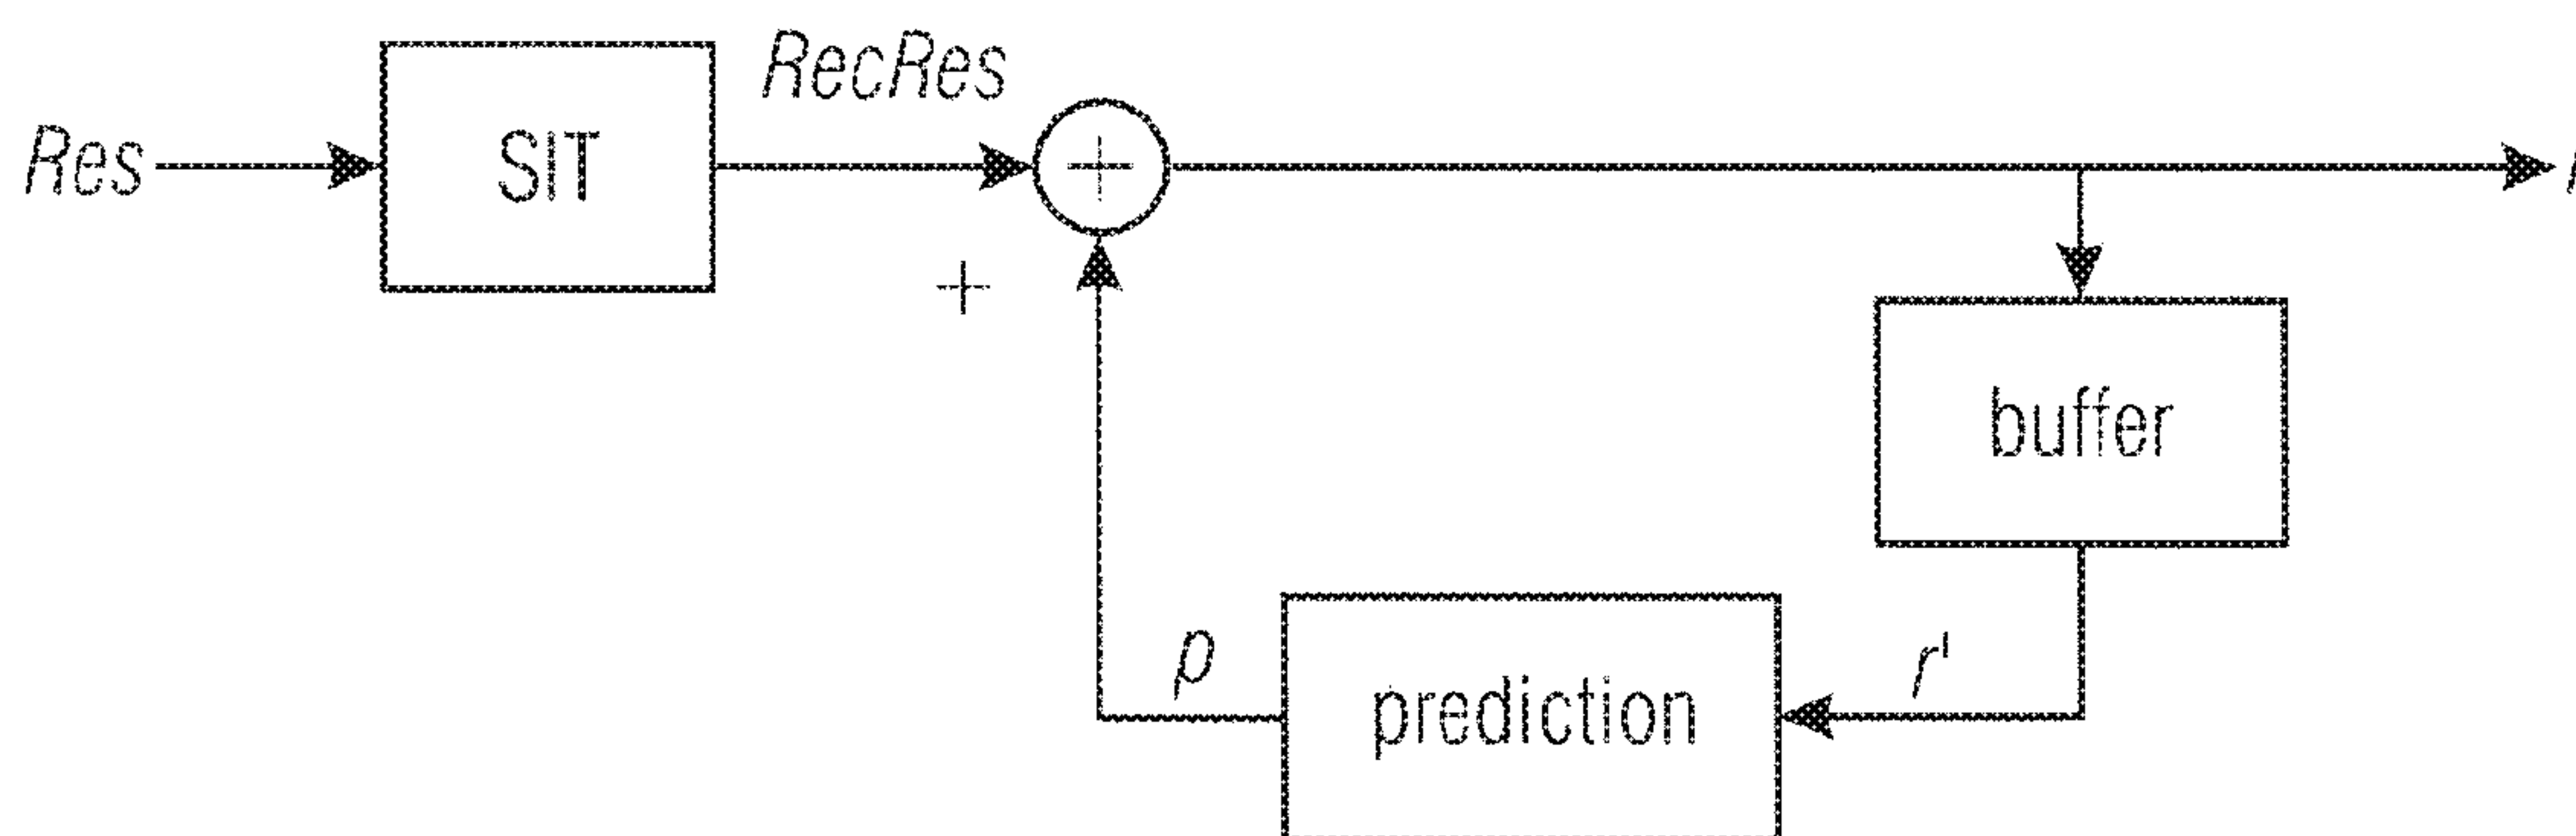 RecRes
Res
SIT
+
+
buffer
p
r'
prediction